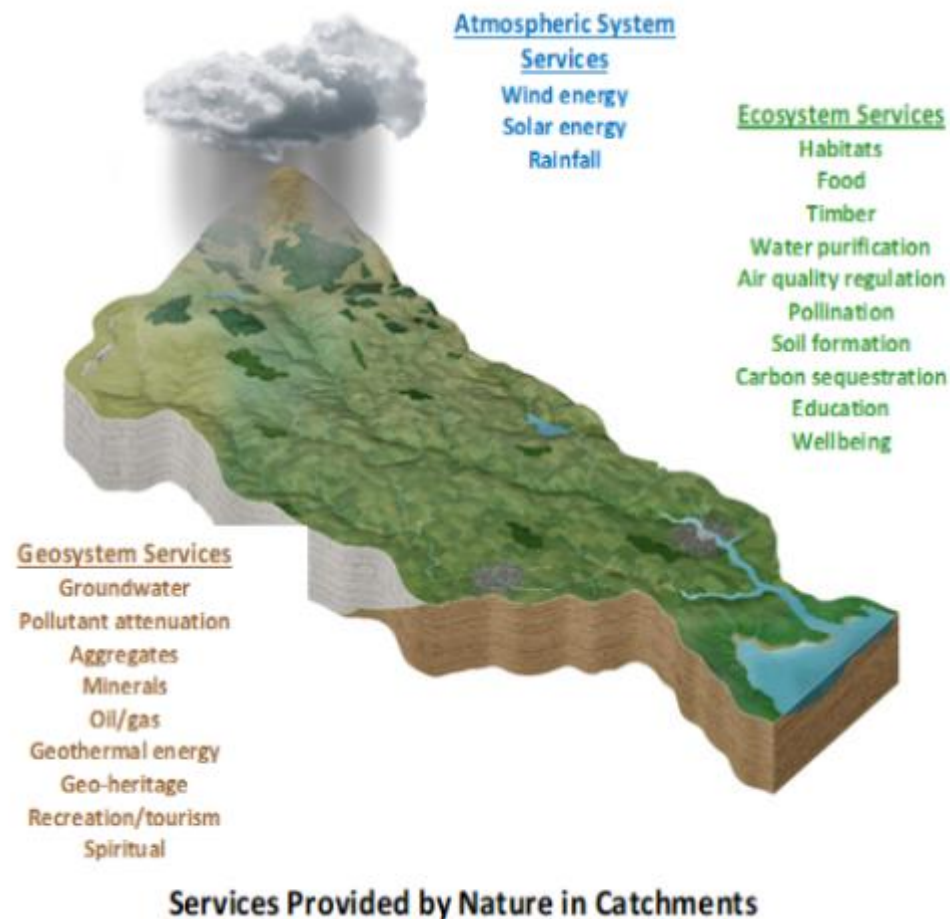 Atmospheric System
Services
Wind energy
Solar energy
Rainfall
Ecosystem Services
Habitats
Food
Timber
Water purification
Air quality regulation
Pollination
Soil formation
Carbon sequestration
Education
Wellbeing
Geosystem Services
Groundwater
Pollutant attenuation
Aggregates
Minerals
Oil/gas
Geothermal energy
Geo-heritage
Recreation/tourism
Spiritual
Services Provided by Nature in Catchments